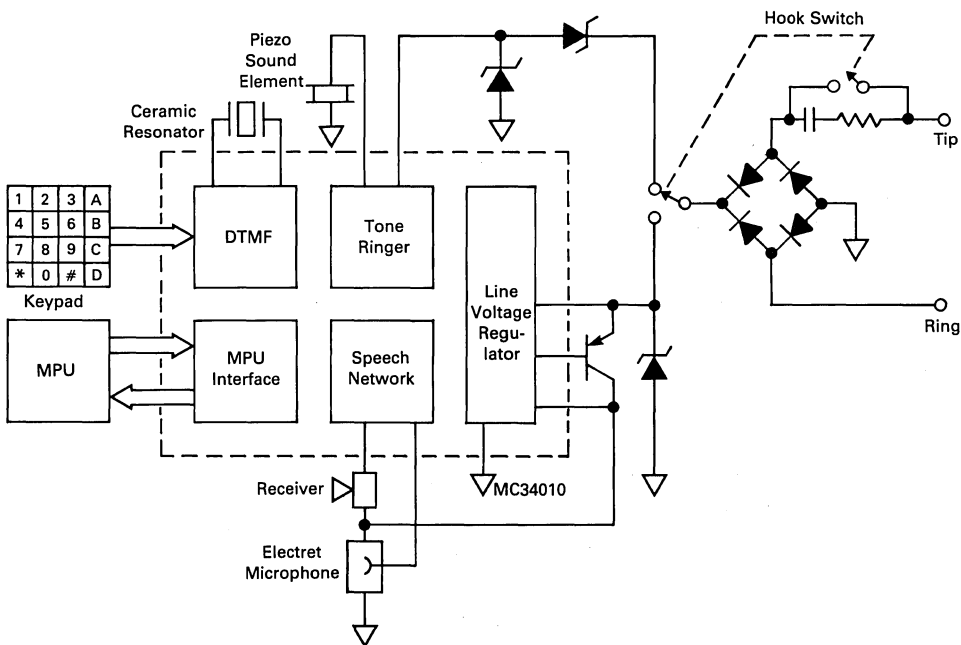 Hook Switch
Piezo
Sound
Element
Ceramic
Resonator
Tip
1 2 3 A
4 5 6 B
7 8 9 C
* 0 # D
Keypad
DTMF
Tone
Ringer
Line
Voltage
Regu-
lator
Ring
MPU
MPU
Interface
Speech
Network
Receiver
MC34010
Electret
Microphone